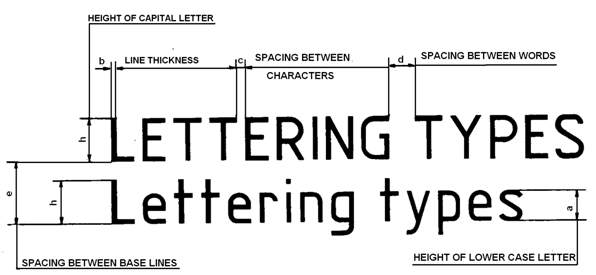 HEIGHT OF CAPITAL LETTER
b LINE THICKNESS c SPACING BETWEEN CHARACTERS d SPACING BETWEEN WORDS
h LETTERING TYPES
e h Lettering types a
SPACING BETWEEN BASE LINES HEIGHT OF LOWER CASE LETTER